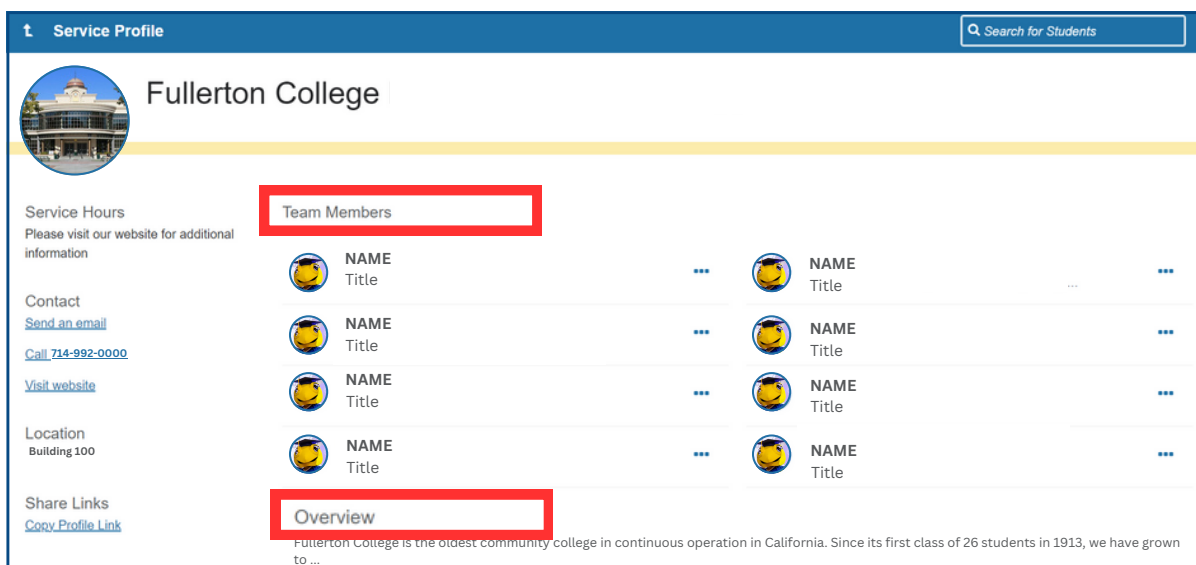 Service Profile
Search for Students
Fullerton College
Service Hours
Please visit our website for additional
information
Contact
Send an email
Call 714-992-0000
Visit website
Location
Building 100
Share Links
Copy Profile Link
Team Members
NAME
Title
•••
NAME
Title
...
•••
NAME
Title
•••
NAME
Title
•••
NAME
Title
•••
NAME
Title
•••
NAME
Title
•••
NAME
Title
•••
Overview
Fullerton College is the oldest community college in continuous operation in California. Since its first class of 26 students in 1913, we have grown
to ...